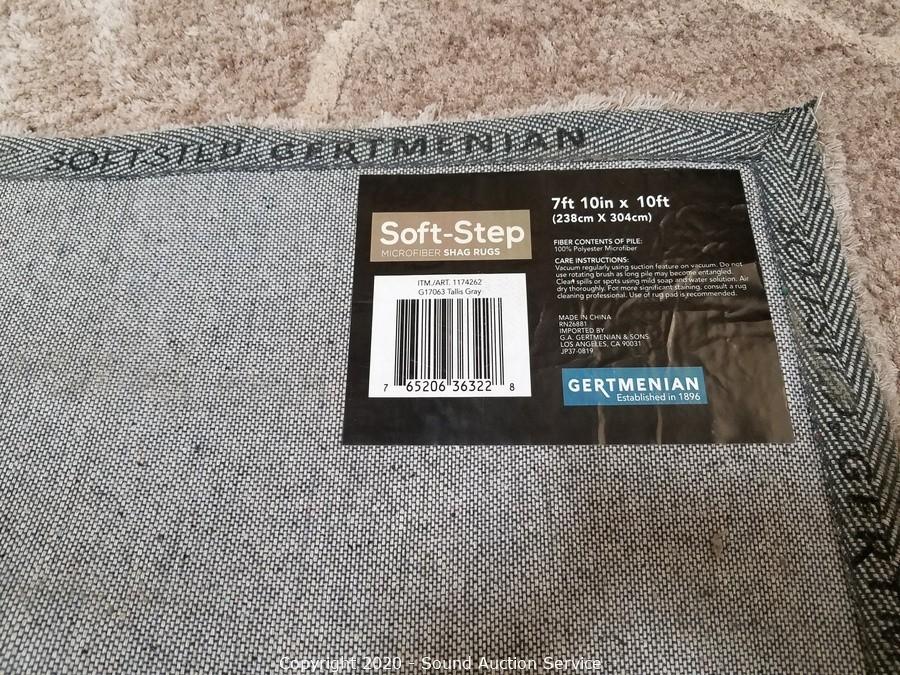 SOFT-STEP GERTMENIAN
Soft-Step
MICROFIBER SHAG RUGS
ITM./ART. 1174262
G17063 Tallis Gray
7 65206 36322 8
7ft 10in x 10ft
(238cm X 304cm)
FIBER CONTENTS OF PILE:
100% Polyester Microfiber
CARE INSTRUCTIONS:
Vacuum regularly using suction feature on vacuum. Do not
use rotating brush as long pile may become entangled.
Clean spills or spots using mild soap and water solution. Air
dry thoroughly. For more significant staining, consult a rug
cleaning professional. Use of rug pad is recommended.
MADE IN CHINA
RN26881
IMPORTED BY
G.A. GERTMENIAN & SONS
LOS ANGELES, CA 90031
JP37-0819
GERTMENIAN
Established in 1896
GER
Copyright 2020 - Sound Auction Service